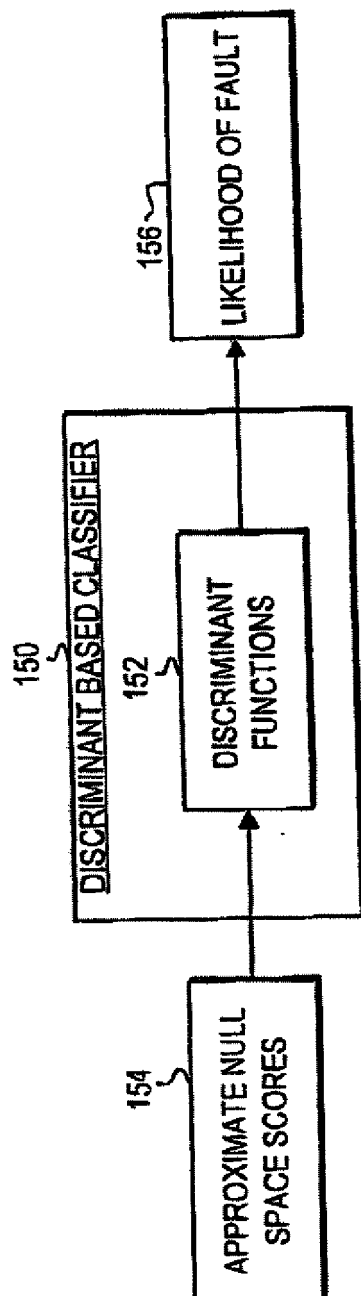 150
DISCRIMINANT BASED CLASSIFIER
154
APPROXIMATE NULL
SPACE SCORES
152
DISCRIMINANT
FUNCTIONS
156
LIKELIHOOD OF FAULT